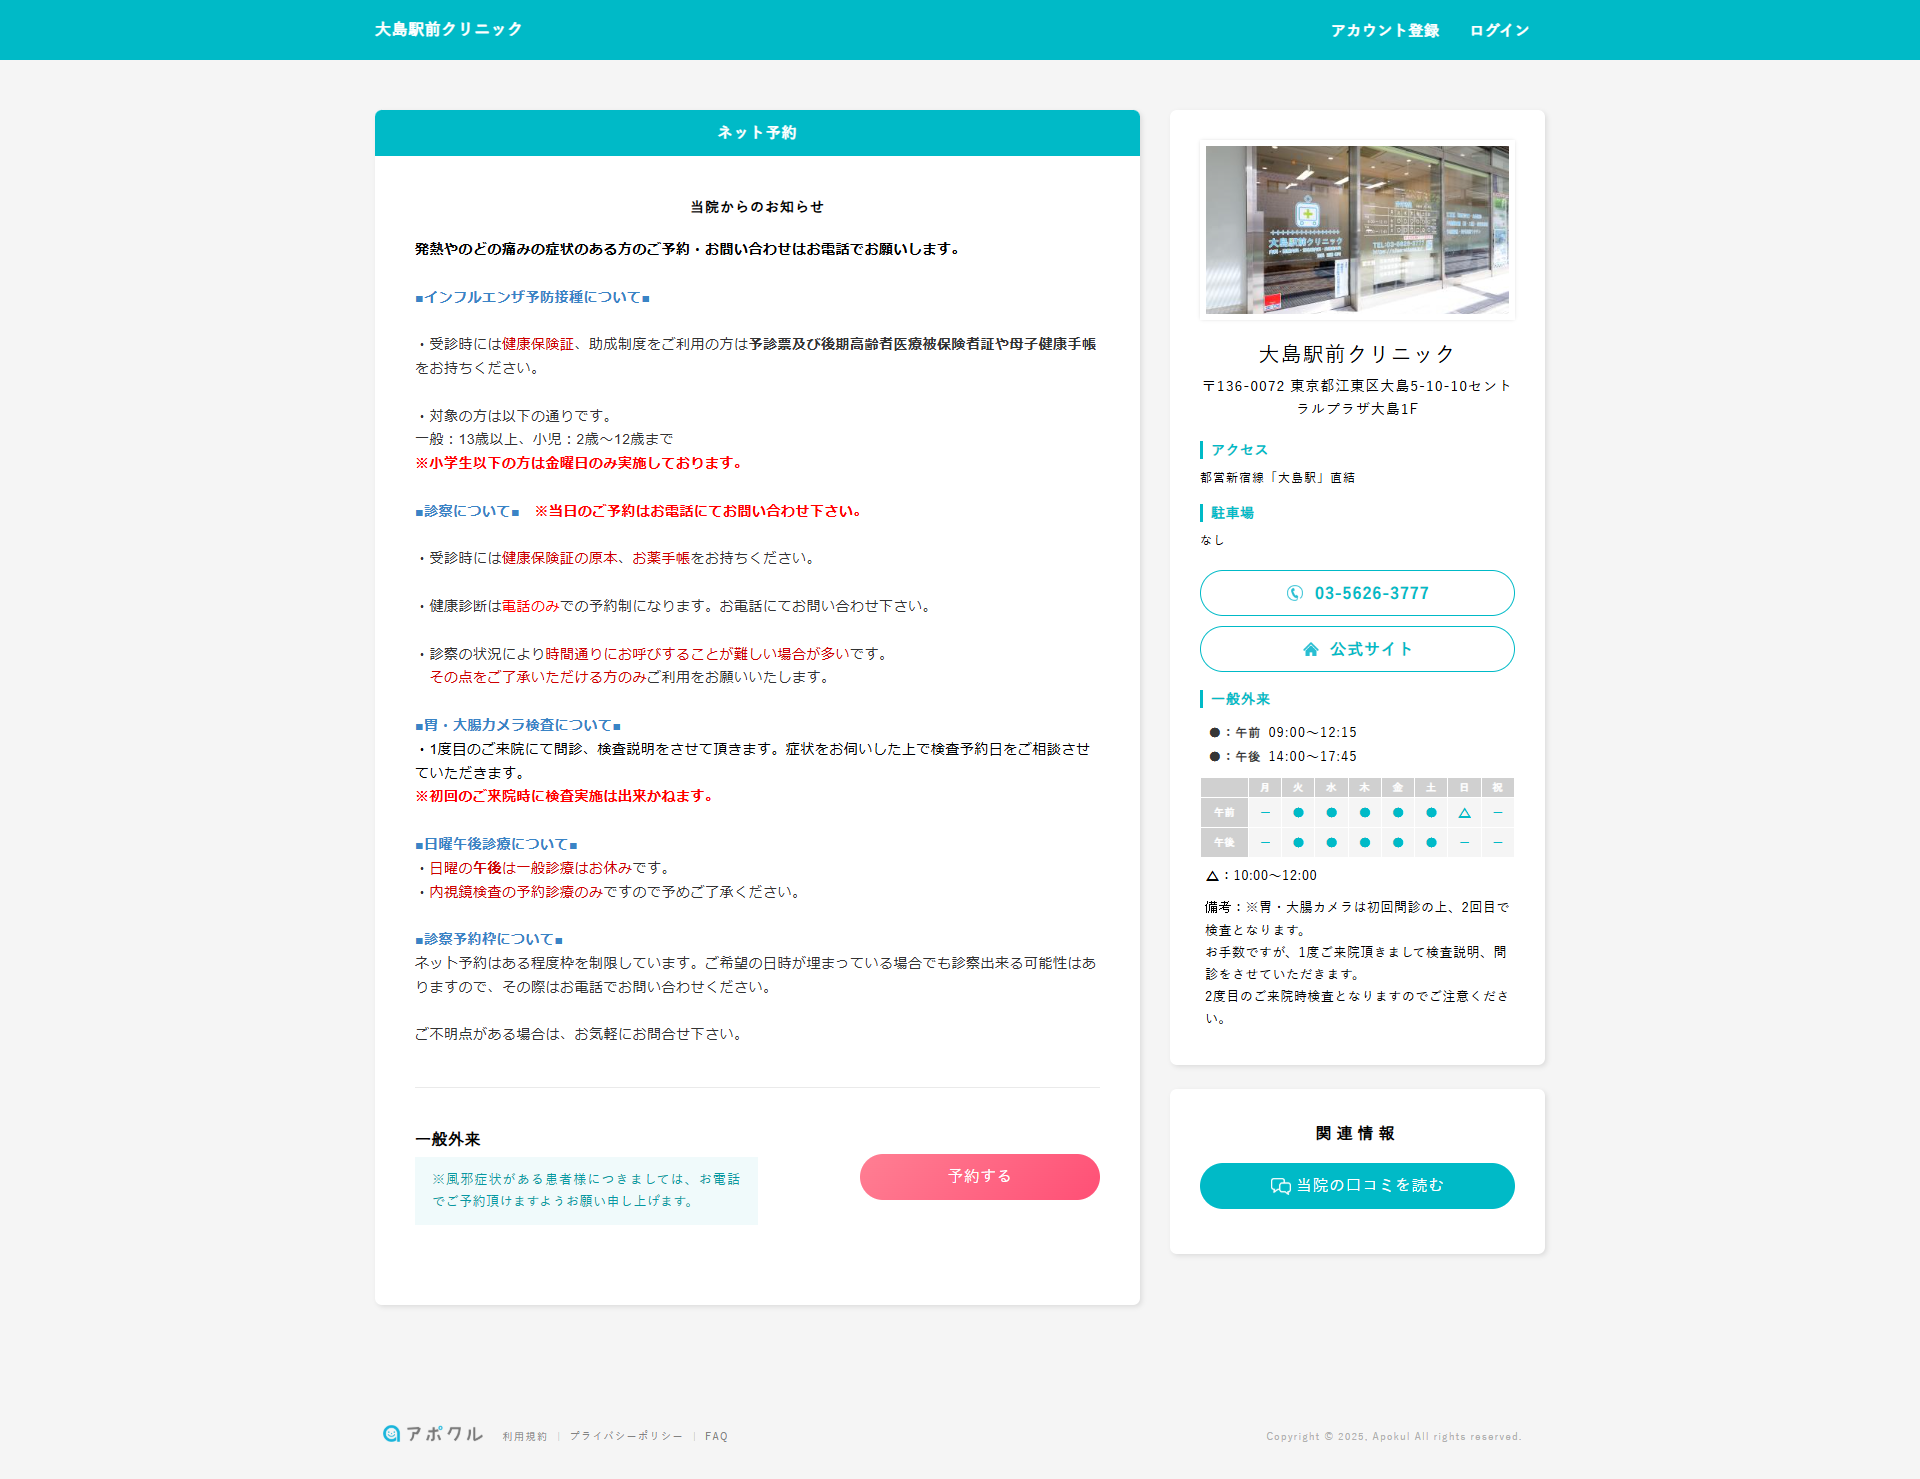 大島駅前クリニック
アカウント登録
ログイン
ネット予約
当院からのお知らせ
発熱やのどの痛みの症状のある方のご予約・お問い合わせはお電話でお願いします。
■インフルエンザ予防接種について■
・受診時には健康保険証、助成制度をご利用の方は予診票及び後期高齢者医療被保険者証や母子健康手帳
をお持ちください。
・対象の方は以下の通りです。
一般：13歳以上、小児：2歳～12歳まで
※小学生以下の方は金曜日のみ実施しております。
■診察について■　※当日のご予約はお電話にてお問い合わせ下さい。
・受診時には健康保険証の原本、お薬手帳をお持ちください。
・健康診断は電話のみでの予約制になります。お電話にてお問い合わせ下さい。
・診察の状況により時間通りにお呼びすることが難しい場合が多いです。
その点をご了承いただける方のみご利用をお願いいたします。
■胃・大腸カメラ検査について■
・1度目のご来院にて問診、検査説明をさせて頂きます。症状をお伺いした上で検査予約日をご相談させ
ていただきます。
※初回のご来院時に検査実施は出来かねます。
■日曜午後診療について■
・日曜の午後は一般診療はお休みです。
・内視鏡検査の予約診療のみですので予めご了承ください。
■診察予約枠について■
ネット予約はある程度枠を制限しています。ご希望の日時が埋まっている場合でも診察出来る可能性はあ
りますので、その際はお電話でお問い合わせください。
ご不明点がある場合は、お気軽にお問合せ下さい。
一般外来
※風邪症状がある患者様につきましては、お電話
でご予約頂けますようお願い申し上げます。
予約する
大島駅前クリニック
大島駅前クリニック
〒136-0072 東京都江東区大島5-10-10セント
ラルプラザ大島1F
アクセス
都営新宿線「大島駅」直結
駐車場
なし
03-5626-3777
公式サイト
一般外来
●：午前 09:00～12:15
●：午後 14:00～17:45
月 火 水 木 金 土 日 祝
午前 － ● ● ● ● ● △ －
午後 － ● ● ● ● ● － －
△：10:00～12:00
備考：※胃・大腸カメラは初回問診の上、2回目で
検査となります。
お手数ですが、1度ご来院頂きまして検査説明、問
診をさせていただきます。
2度目のご来院時検査となりますのでご注意くださ
い。
関連情報
当院の口コミを読む
アポクル
利用規約 | プライバシーポリシー | FAQ
Copyright © 2025, Apokul All rights reserved.